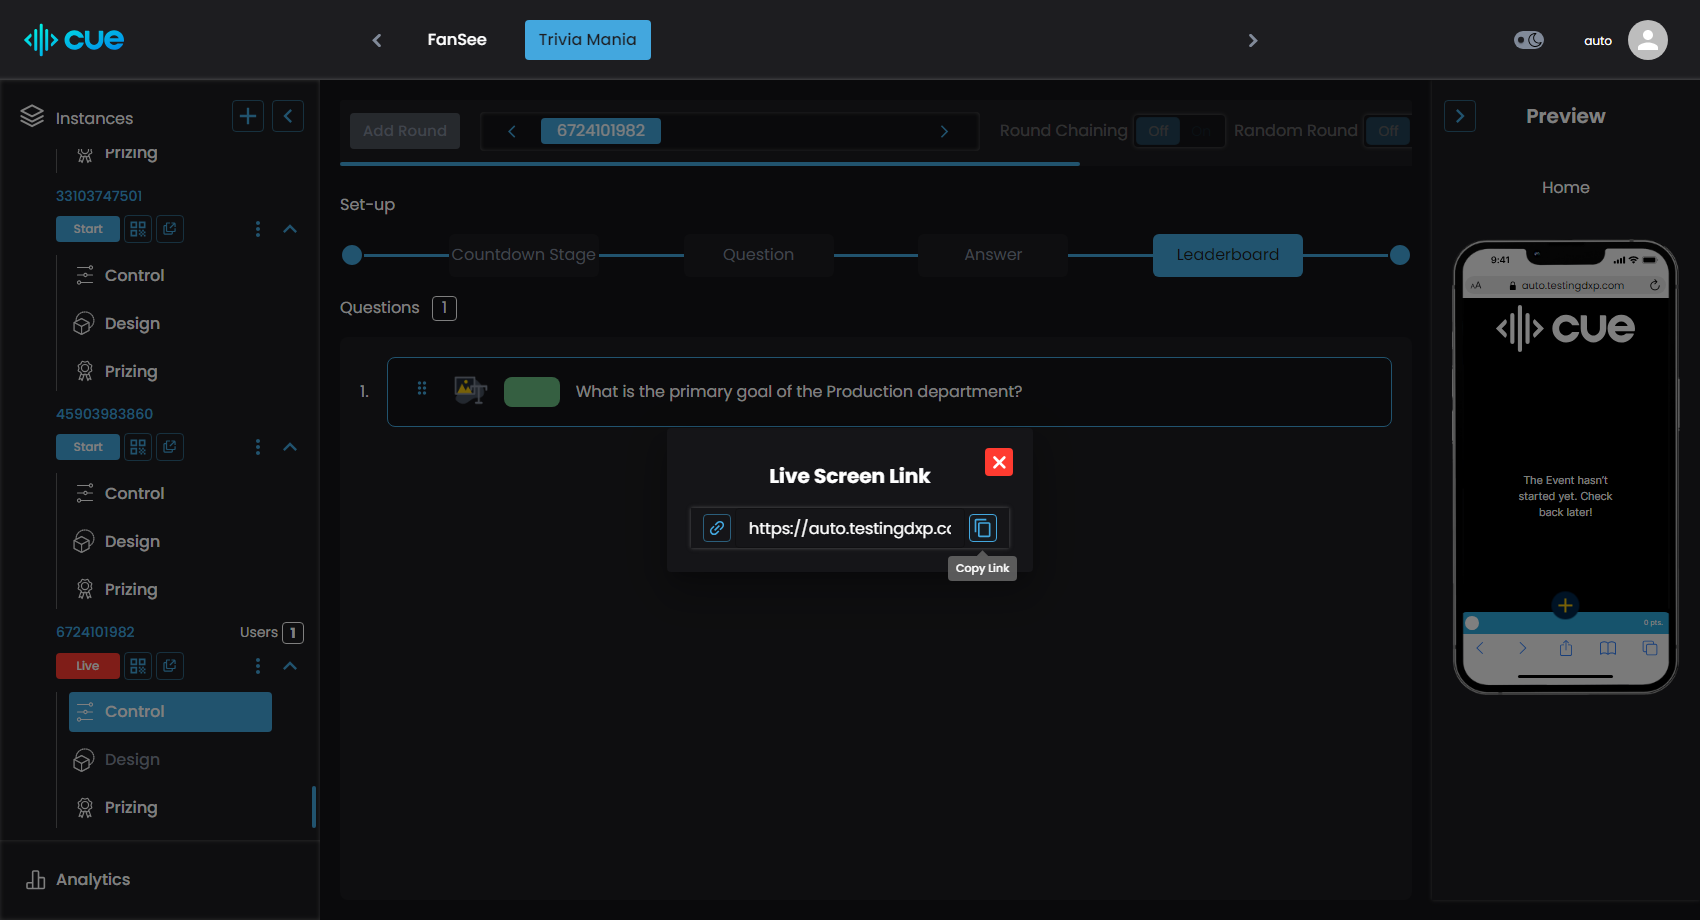 cue
FanSee
Trivia Mania
auto
Instances
Prizing
33103747501
Start
Control
Design
Prizing
45903983860
Start
Control
Design
Prizing
6724101982
Users 1
Live
Control
Design
Prizing
Analytics
Add Round
6724101982
Round Chaining
Off
On
Random Round
Off
Set-up
Countdown Stage
Question
Answer
Leaderboard
Questions 1
1.
What is the primary goal of the Production department?
Live Screen Link
https://auto.testingdxp.co
Copy Link
Preview
Home
9:41
AA
auto.testingdxp.com
cue
The Event hasn't
started yet. Check
back later!
0 pts.